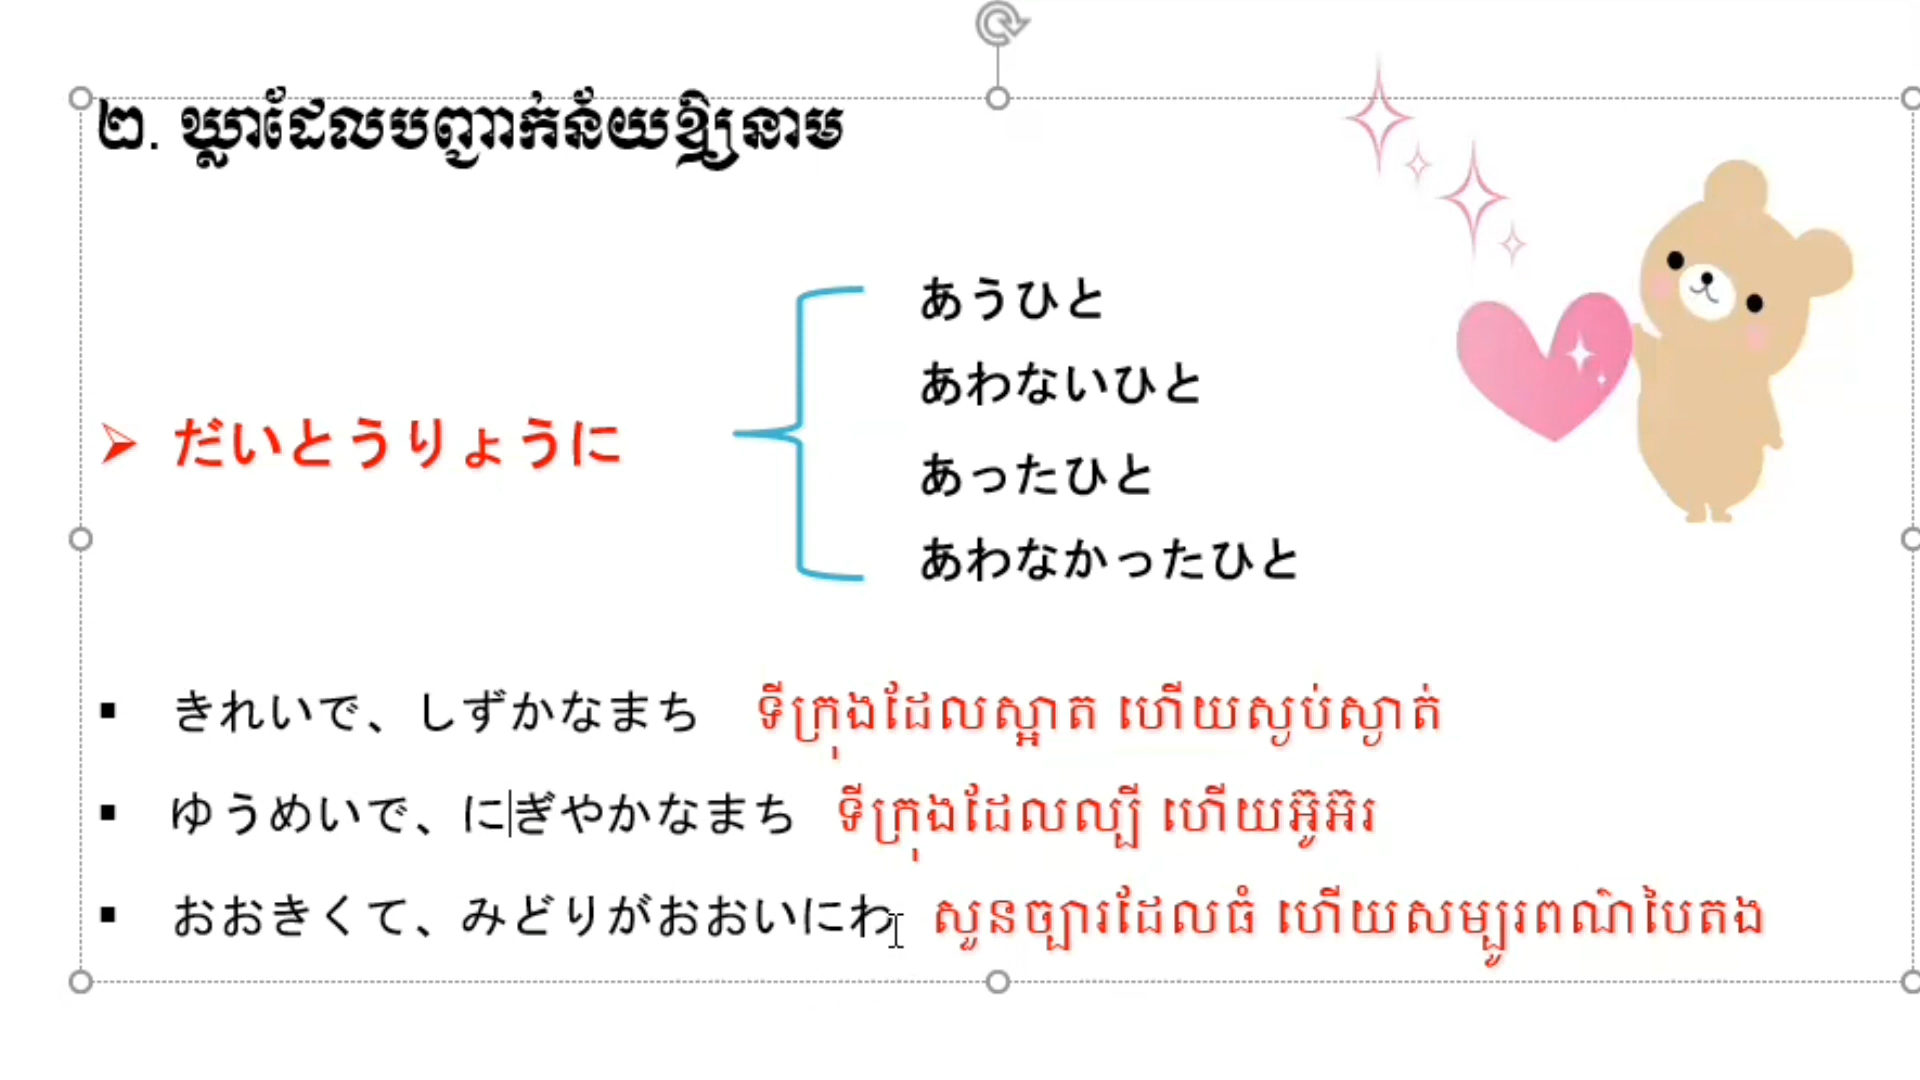 ២. ឃ្លាដែលបញ្ជាក់ន័យឱ្យនាម
あうひと
あわないひと
➢ だいとうりょうに
あったひと
あわなかったひと
▪ きれいで、しずかなまち ទីក្រុងដែលស្អាត ហើយស្ងប់ស្ងាត់
▪ ゆうめいで、にぎやかなまち ទីក្រុងដែលល្បី ហើយអ៊ូអ៊រ
▪ おおきくて、みどりがおおいにわ សួនច្បារដែលធំ ហើយសម្បូរពណ៌បៃតង